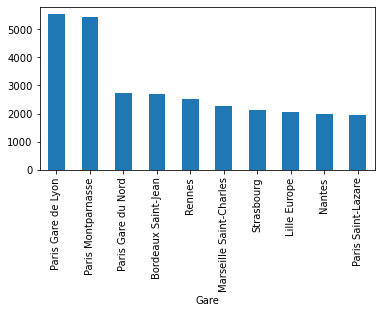 5000
4000
3000
2000
1000
0
Paris Gare de Lyon
Paris Montparnasse
Paris Gare du Nord
Bordeaux Saint-Jean
Rennes
Marseille Saint-Charles
Strasbourg
Lille Europe
Nantes
Paris Saint-Lazare
Gare